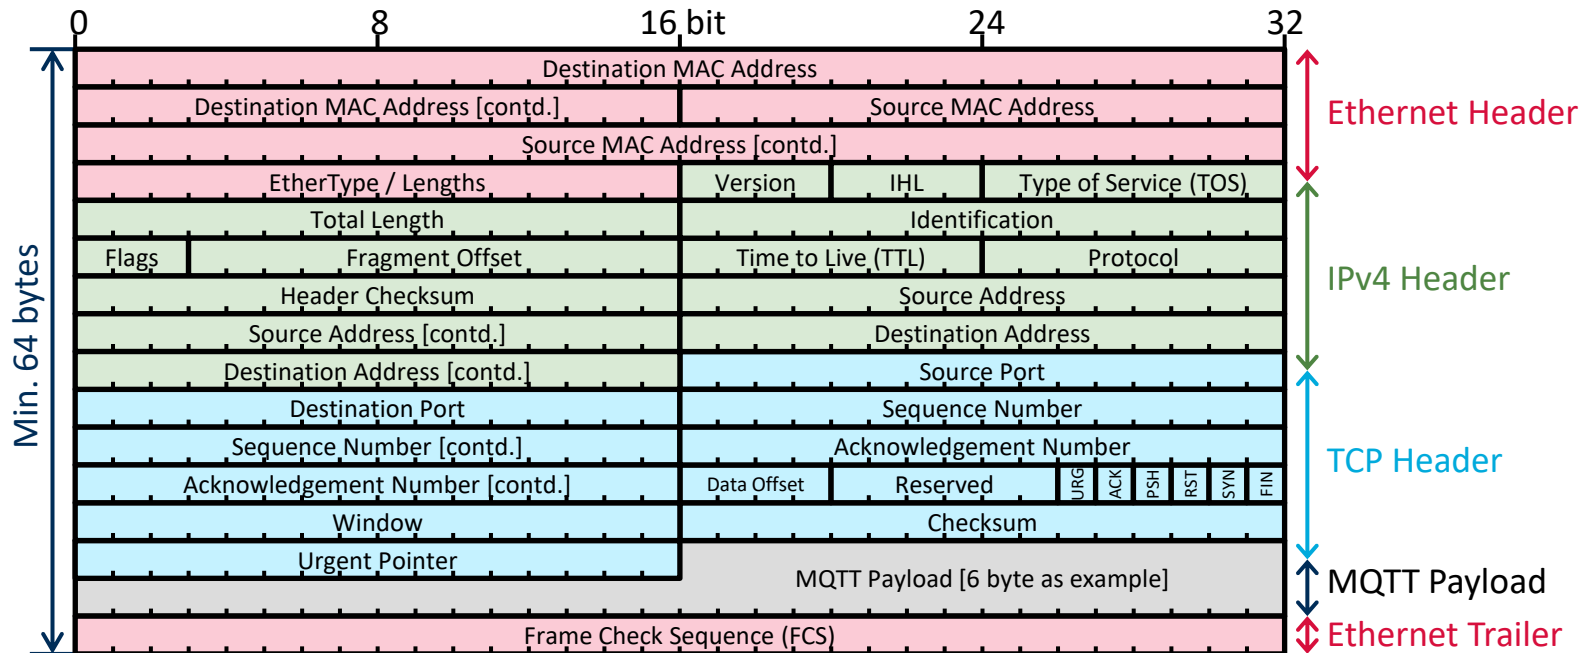 0 8 16 bit 24 32
Destination MAC Address
Destination MAC Address [contd.] Source MAC Address
Ethernet Header
Source MAC Address [contd.]
EtherType / Lengths Version IHL Type of Service (TOS)
Total Length Identification
Flags Fragment Offset Time to Live (TTL) Protocol
IPv4 Header
Header Checksum Source Address
Source Address [contd.] Destination Address
Min. 64 bytes
Destination Address [contd.] Source Port
Destination Port Sequence Number
Sequence Number [contd.] Acknowledgement Number
TCP Header
Acknowledgement Number [contd.] Data Offset Reserved URG ACK PSH RST SYN FIN
Window Checksum
Urgent Pointer
MQTT Payload [6 byte as example] MQTT Payload
Frame Check Sequence (FCS) Ethernet Trailer